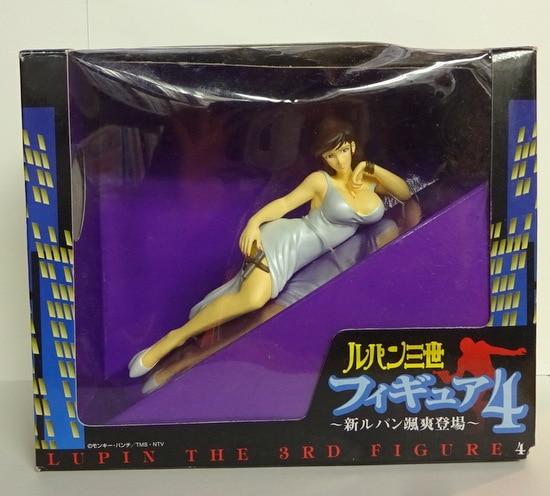 ルパン三世
フィギュア4
～新ルパン颯爽登場～
©モンキー・パンチ/TMS・NTV
LUPIN THE 3RD FIGURE 4